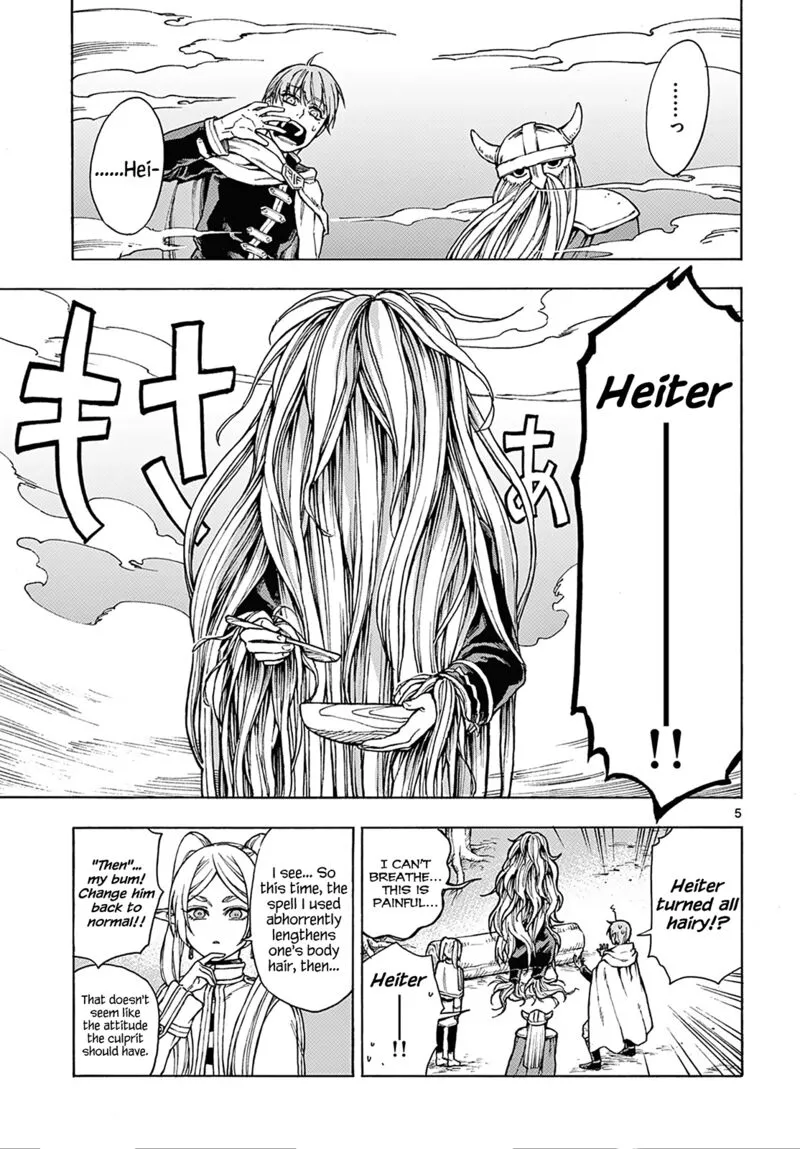 ……っ
......Hei-
Heiter
——!!
ふぁ
さ
キ
5
Heiter
turned all
hairy!?
I CAN'T
BREATHE...
THIS IS
PAINFUL...
Heiter
——!!
I see... So
this time, the
spell I used
abhorrently
lengthens
one's body
hair, then...
"Then"...
my bum!
Change him
back to
normal!!
That doesn't
seem like
the attitude
the culprit
should have.